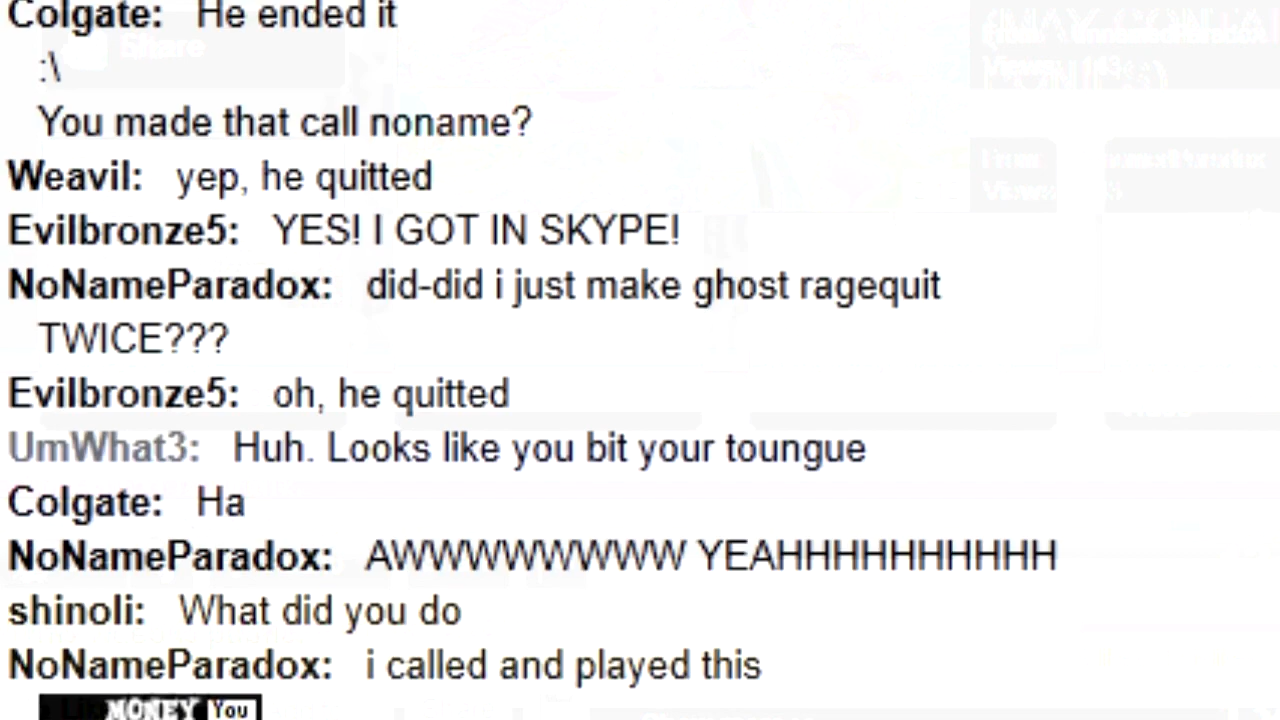 Colgate: He ended it
:\
You made that call noname?
Weavil: yep, he quitted
Evilbronze5: YES! I GOT IN SKYPE!
NoNameParadox: did-did i just make ghost ragequit
TWICE???
Evilbronze5: oh, he quitted
UmWhat3: Huh. Looks like you bit your toungue
Colgate: Ha
NoNameParadox: AWWWWWWWW YEAHHHHHHHHHH
shinoli: What did you do
NoNameParadox: i called and played this
MONEY You